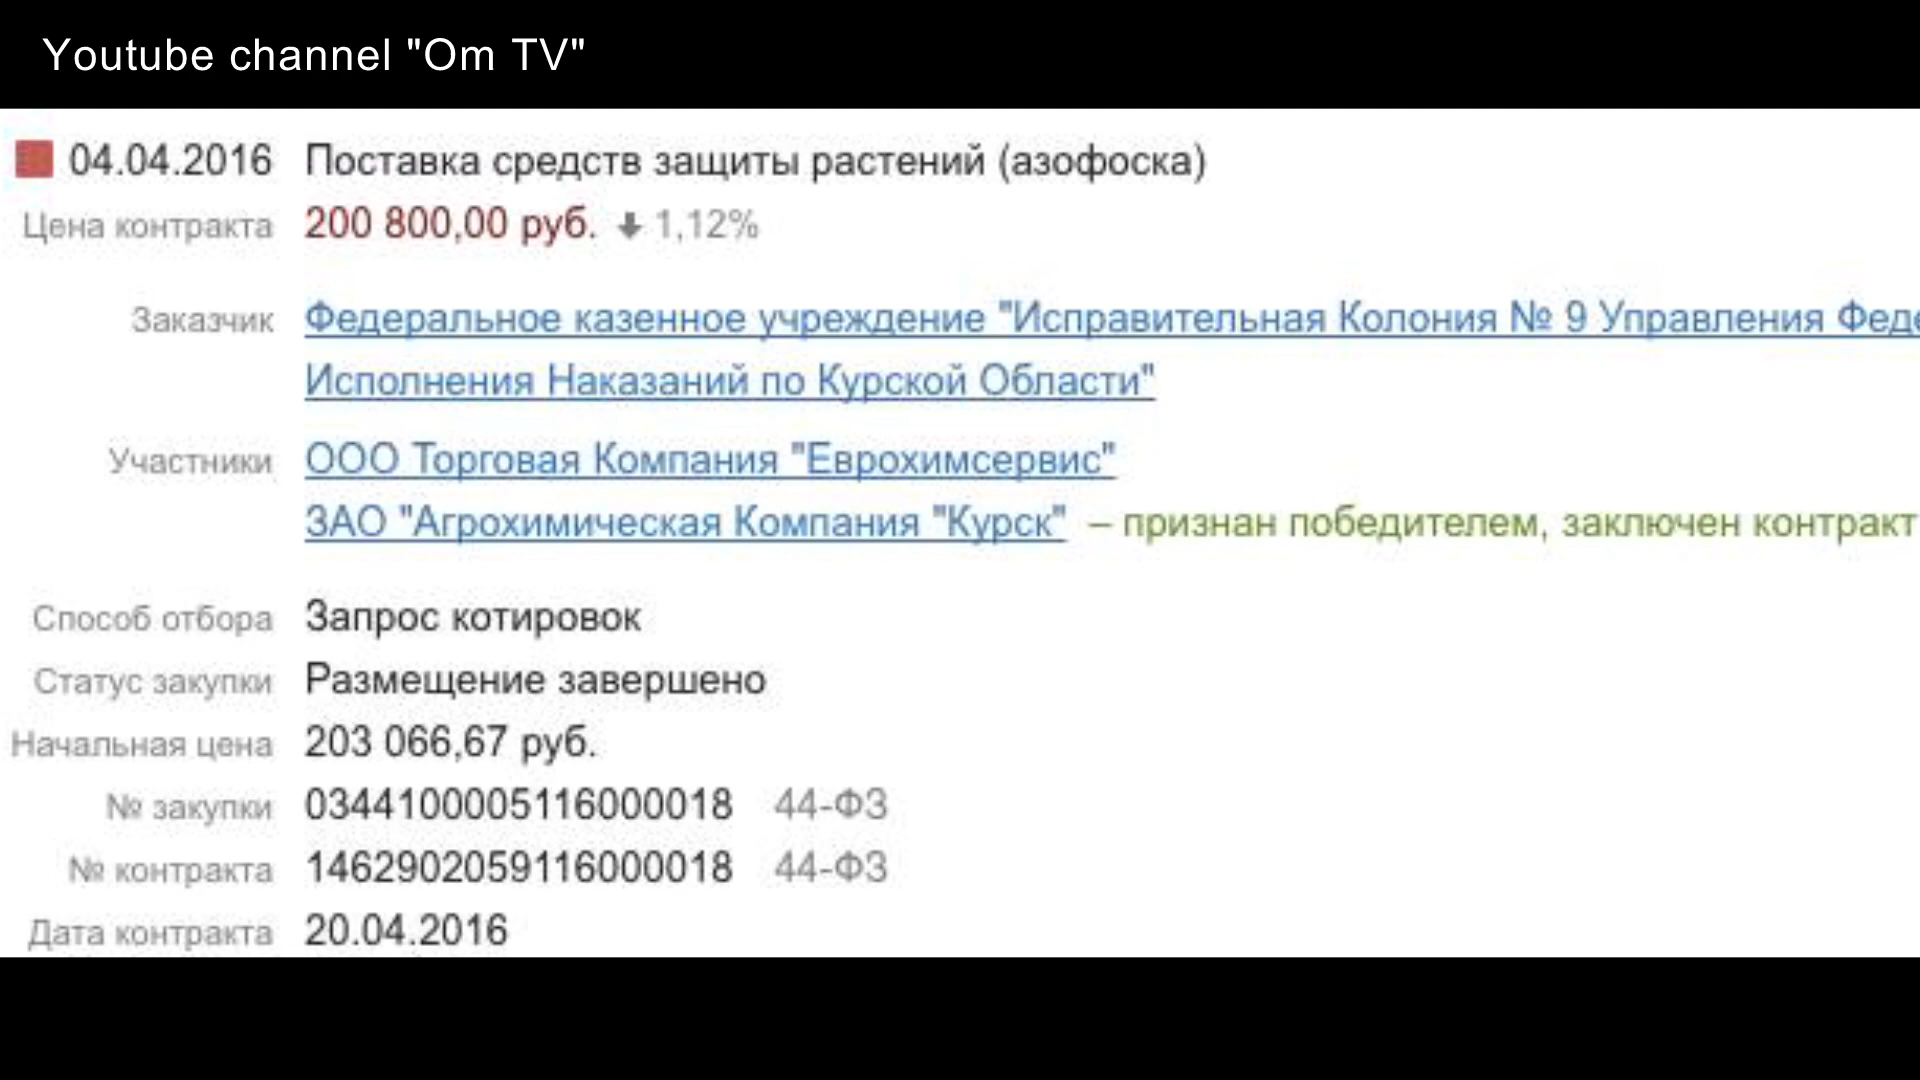 Youtube channel "Om TV"
04.04.2016 Поставка средств защиты растений (азофоска)
Цена контракта 200 800,00 руб. 1,12%
Заказчик Федеральное казенное учреждение "Исправительная Колония № 9 Управления
Исполнения Наказаний по Курской Области"
Участники ООО Торговая Компания "Еврохимсервис"
ЗАО "Агрохимическая Компания "Курск" – признан победителем, заключен контракт
Способ отбора Запрос котировок
Статус закупки Размещение завершено
Начальная цена 203 066,67 руб.
№ закупки 0344100005116000018 44-ФЗ
№ контракта 1462902059116000018 44-ФЗ
Дата контракта 20.04.2016